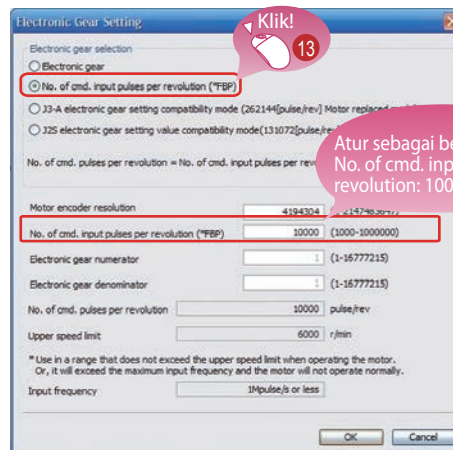 Electronic Gear Setting
Klik!
13
Electronic gear selection
Electronic gear
No. of cmd. input pulses per revolution (*FBP)
J3-A electronic gear setting compatibility mode (262144[pulse/rev] Motor replaced
J2S electronic gear setting value compatibility mode(131072[pulse/
No. of cmd. pulses per revolution = No. of cmd. input pulses per
Atur sebagai be
No. of cmd. inp
revolution: 100
Motor encoder resolution 4194304
No. of cmd. input pulses per revolution (*FBP) 10000 (1000-1000000)
Electronic gear numerator 1 (1-16777215)
Electronic gear denominator 1 (1-16777215)
No. of cmd. pulses per revolution 10000 pulse/rev
Upper speed limit 6000 r/min
* Use in a range that does not exceed the upper speed limit when operating the motor.
Or, it will exceed the maximum input frequency and the motor will not operate normally.
Input frequency 1Mpulse/s or less
OK Cancel